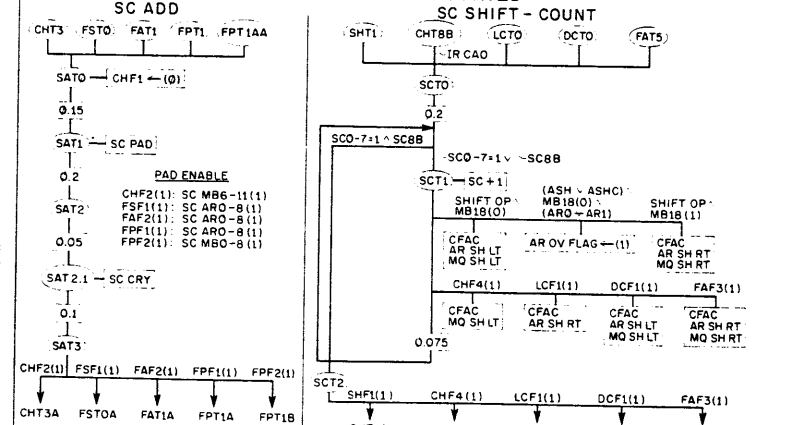 SC ADD
CHT3 FST0 FAT1 FPT1 FPT1AA
SAT0 CHF1 ← (0)
0.15
SAT1 SC PAD
0.2
PAD ENABLE
CHF2(1): SC MB6-11(1)
FSF1(1): SC AR0-8(1)
FAF2(1): SC AR0-8(1)
FPF1(1): SC AR0-8(1)
FPF2(1): SC MB0-8(1)
SAT2
0.05
SAT2.1 SC CRY
0.1
SAT3
CHF2(1) FSF1(1) FAF2(1) FPF1(1) FPF2(1)
CHT3A FST0A FAT1A FPT1A FPT1B
SC SHIFT - COUNT
SHT1 CHT8B LCT0 DCT0 FAT5
IR CAO
SCT0
0.2
SC0-7=1 ^ SC8B
~SC0-7=1 v ~SC8B
SCT1 SC+1
SHIFT OP ^
MB18(0)
(ASH v ASHC) ^
MB18(0) ^
(AR0 ≁ AR1)
SHIFT OP ^
MB18(1)
CFAC
AR SH LT
MQ SH LT
AR OV FLAG ← (1)
CFAC
AR SH RT
MQ SH RT
CHF4(1) LCF1(1) DCF1(1) FAF3(1)
CFAC
MQ SH LT
CFAC
AR SH RT
CFAC
AR SH LT
MQ SH LT
CFAC
AR SH RT
MQ SH RT
0.075
SCT2
SHF1(1) CHF4(1) LCF1(1) DCF1(1) FAF3(1)